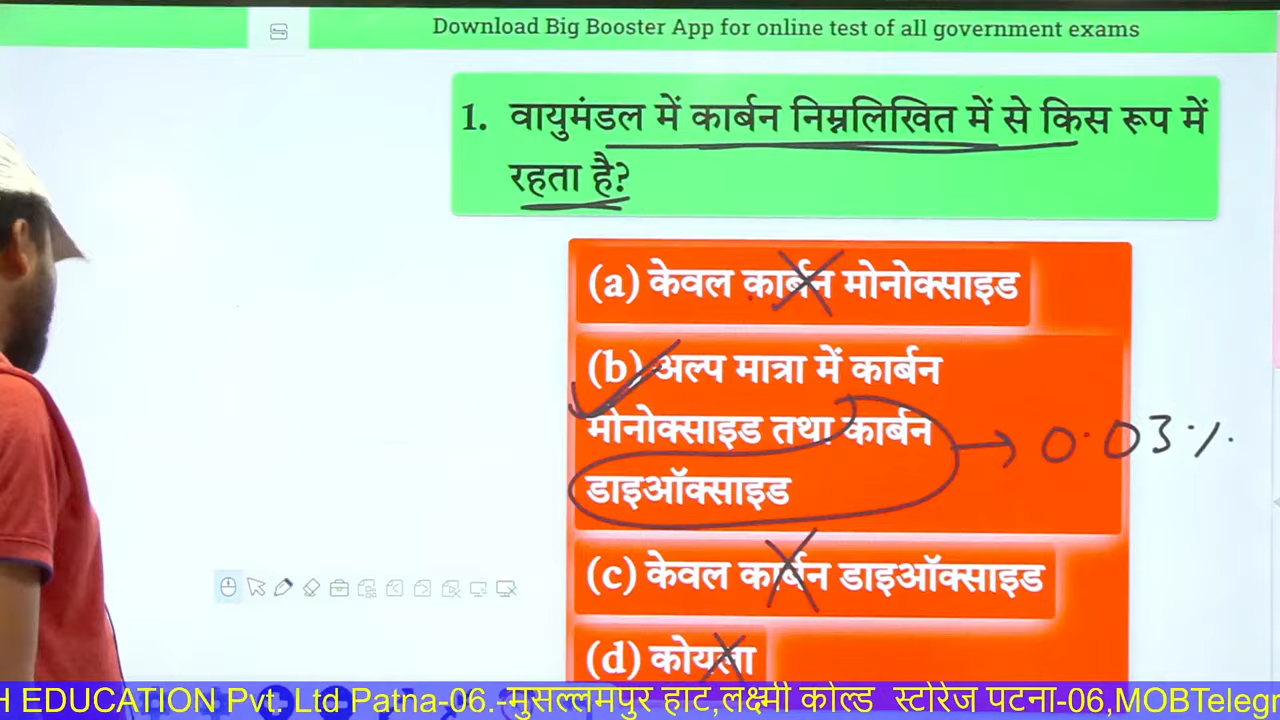 Download Big Booster App for online test of all government exams
1. वायुमंडल में कार्बन निम्नलिखित में से किस रूप में
रहता है?
(a) केवल कार्बन मोनोक्साइड
(b) अल्प मात्रा में कार्बन
मोनोक्साइड तथा कार्बन
डाइऑक्साइड
0.03%.
(c) केवल कार्बन डाइऑक्साइड
(d) कोयला
H EDUCATION Pvt. Ltd Patna-06.-मुसल्लमपुर हाट,लक्ष्मी कोल्ड स्टोरेज पटना-06,MOBTelegr